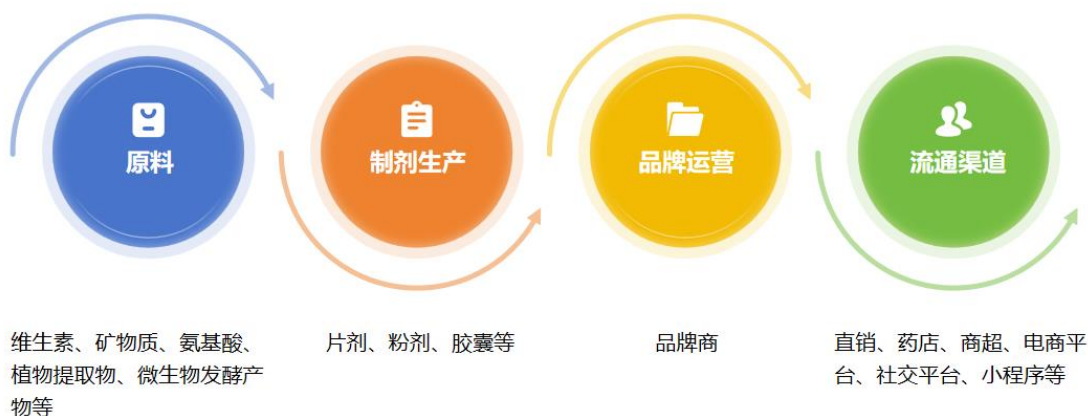 原料
制剂生产
品牌运营
流通渠道
维生素、矿物质、氨基酸、
植物提取物、微生物发酵产
物等
片剂、粉剂、胶囊等
品牌商
直销、药店、商超、电商平
台、社交平台、小程序等